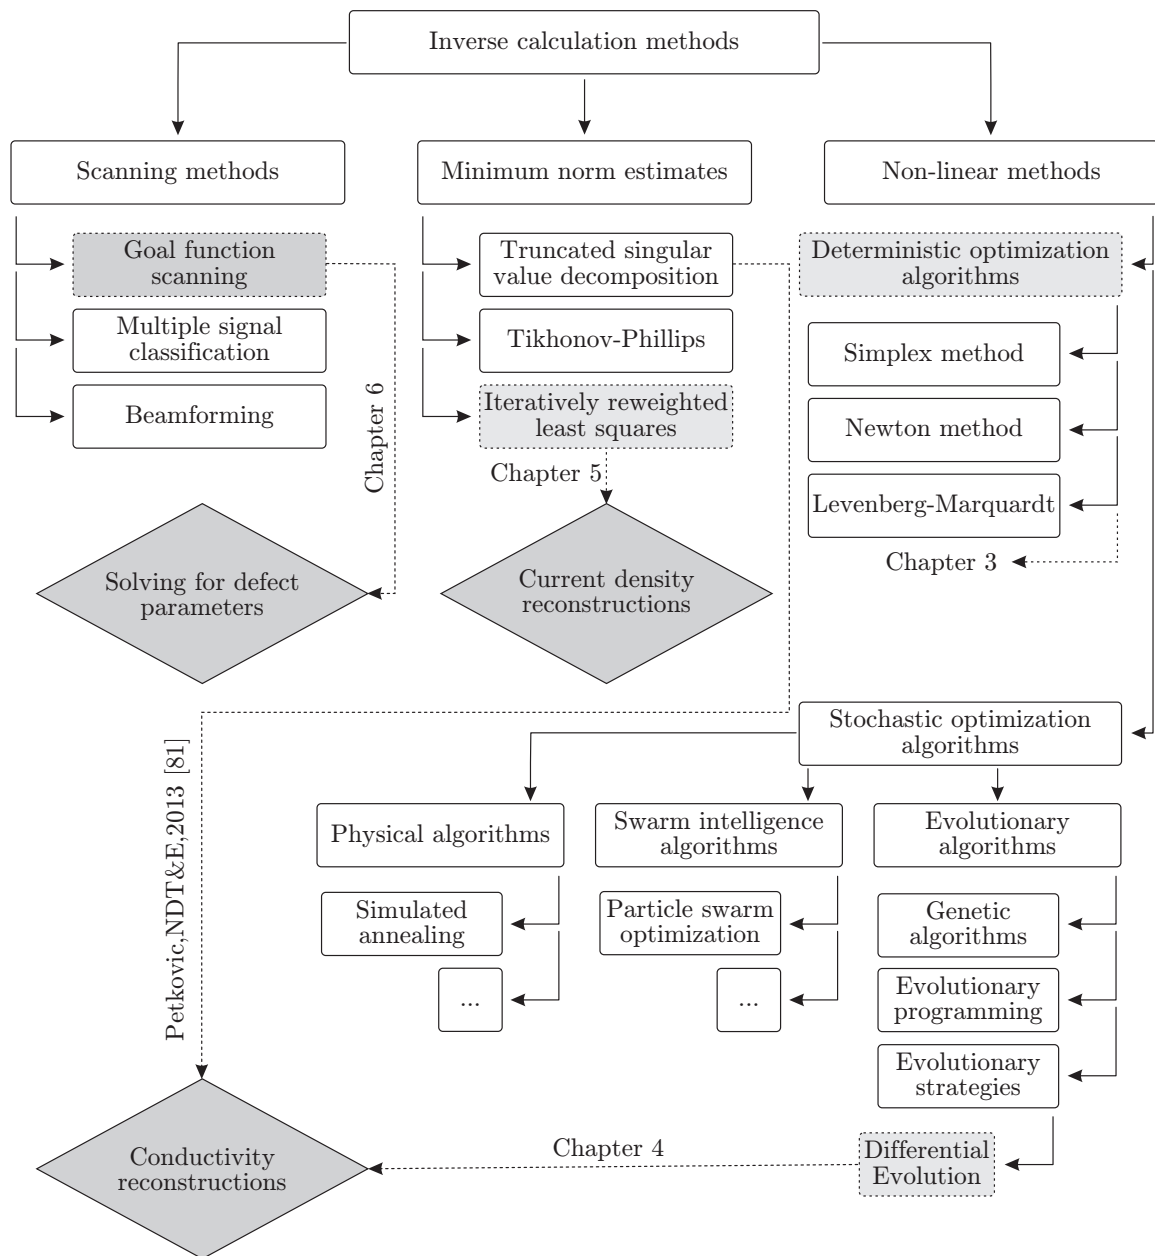 Inverse calculation methods
Scanning methods
Minimum norm estimates
Non-linear methods
Goal function
scanning
Multiple signal
classification
Beamforming
Chapter 6
Solving for defect
parameters
Truncated singular
value decomposition
Tikhonov-Phillips
Iteratively reweighted
least squares
Chapter 5
Current density
reconstructions
Deterministic optimization
algorithms
Simplex method
Newton method
Levenberg-Marquardt
Chapter 3
Stochastic optimization
algorithms
Physical algorithms
Simulated
annealing
...
Swarm intelligence
algorithms
Particle swarm
optimization
...
Evolutionary
algorithms
Genetic
algorithms
Evolutionary
programming
Evolutionary
strategies
Differential
Evolution
Chapter 4
Petkovic,NDT&E,2013 [81]
Conductivity
reconstructions